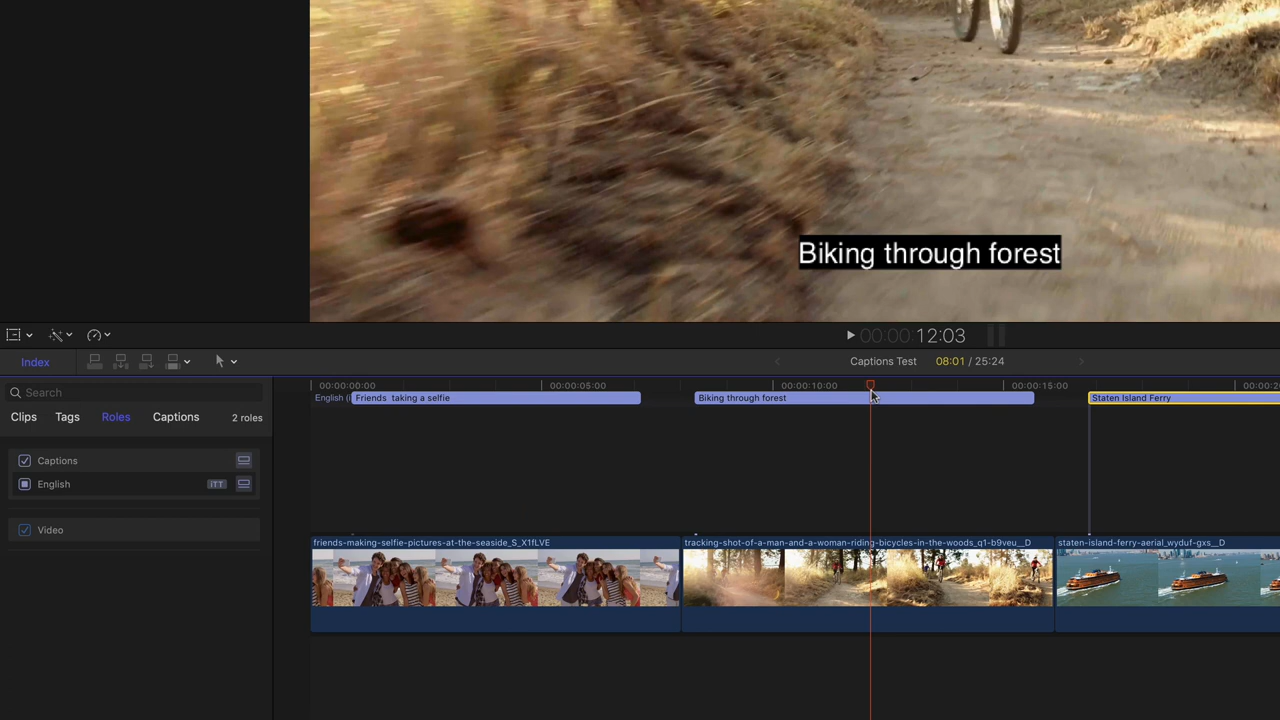 Biking through forest
00:00:00:12:03
Index
Captions Test
08:01 / 25:24
Search
00:00:00:00
00:00:05:00
00:00:10:00
00:00:15:00
English (i
Friends taking a selfie
Biking through forest
Staten Island Ferry
Clips
Tags
Roles
Captions
2 roles
Captions
English
iTT
Video
friends-making-selfie-pictures-at-the-seaside_S_X1fLVE
tracking-shot-of-a-man-and-a-woman-riding-bicycles-in-the-woods_q1-b9veu__D
staten-island-ferry-aerial_wyduf-gxs__D